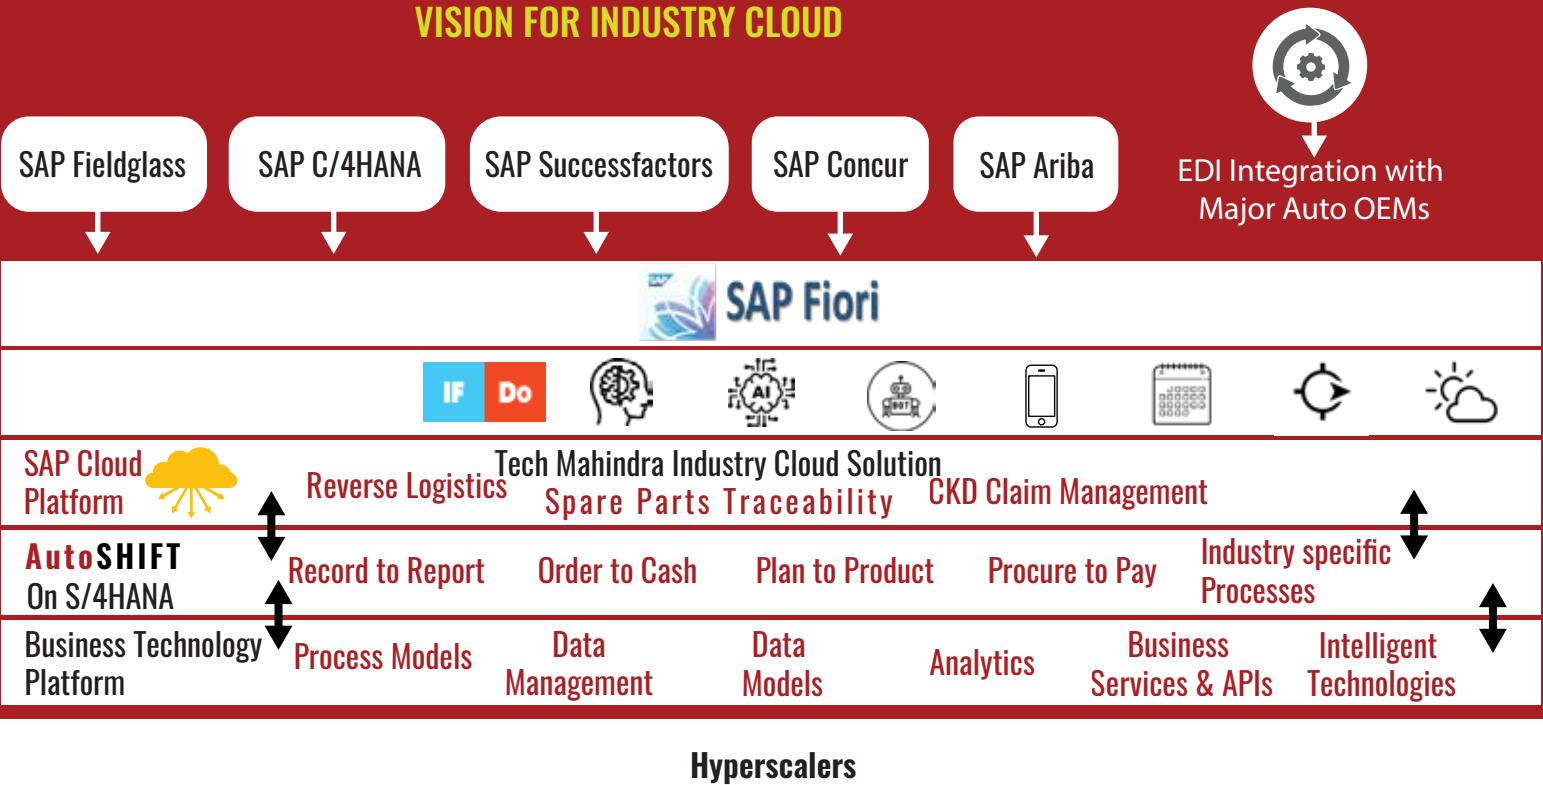 VISION FOR INDUSTRY CLOUD
SAP Fieldglass
SAP C/4HANA
SAP Successfactors
SAP Concur
SAP Ariba
EDI Integration with
Major Auto OEMs
SAP
SAP Fiori
IF
Do
AI
BOT
SAP Cloud
Platform
Tech Mahindra Industry Cloud Solution
Reverse Logistics
Spare Parts Traceability
CKD Claim Management
AutoSHIFT
On S/4HANA
Record to Report
Order to Cash
Plan to Product
Procure to Pay
Industry specific
Processes
Business Technology
Platform
Process Models
Data
Management
Data
Models
Analytics
Business
Services & APIs
Intelligent
Technologies
Hyperscalers